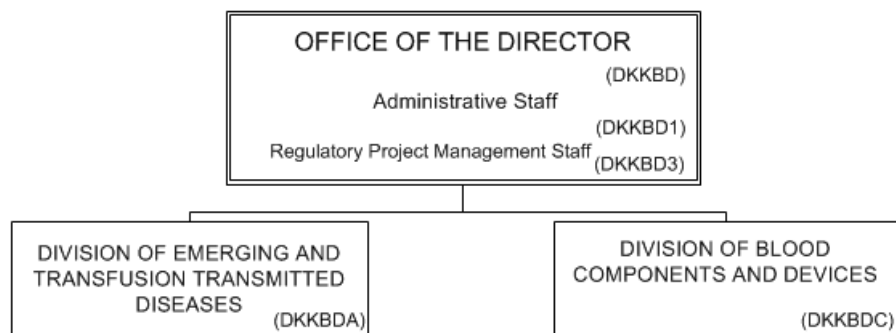 OFFICE OF THE DIRECTOR
(DKKBD)
Administrative Staff
(DKKBD1)
Regulatory Project Management Staff (DKKBD3)
DIVISION OF EMERGING AND
TRANSFUSION TRANSMITTED
DISEASES
(DKKBDA)
DIVISION OF BLOOD
COMPONENTS AND DEVICES
(DKKBDC)